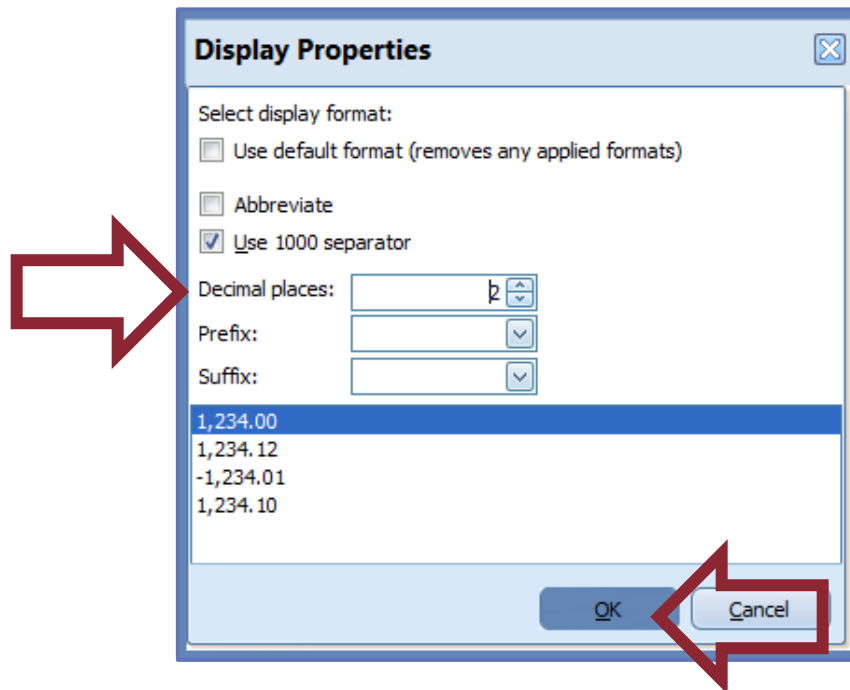 Display Properties
Select display format:
Use default format (removes any applied formats)
Abbreviate
Use 1000 separator
Decimal places: 2
Prefix:
Suffix:
1,234.00
1,234.12
-1,234.01
1,234.10
OK Cancel